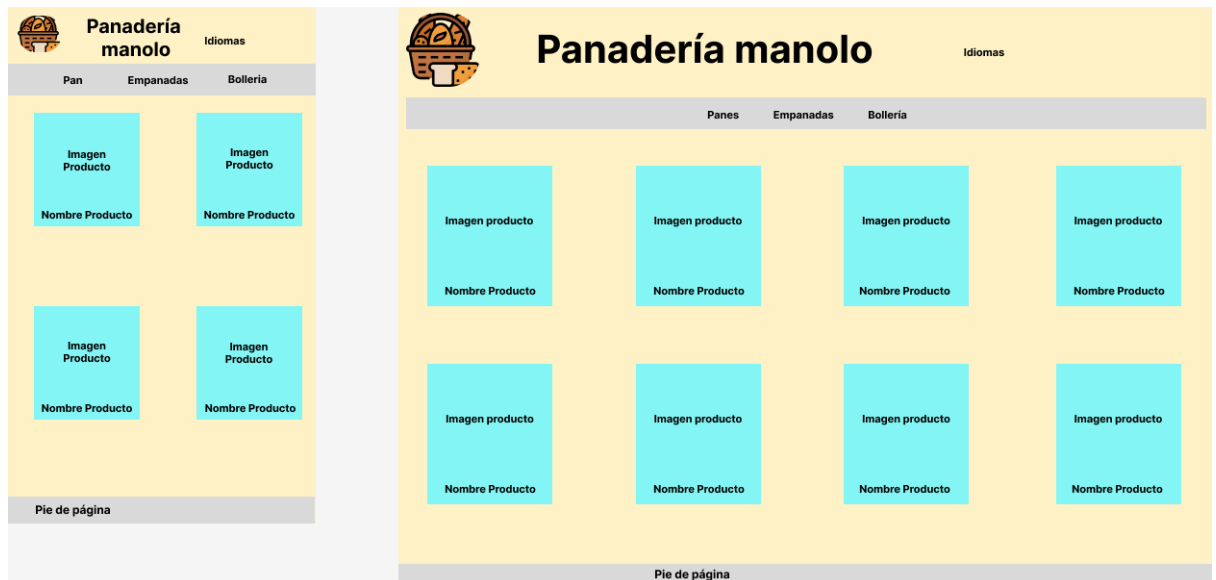 Panadería
manolo
Idiomas
Pan Empanadas Bolleria
Imagen
Producto
Nombre Producto
Imagen
Producto
Nombre Producto
Imagen
Producto
Nombre Producto
Imagen
Producto
Nombre Producto
Pie de página
Panadería manolo
Idiomas
Panes Empanadas Bollería
Imagen producto Imagen producto Imagen producto Imagen producto
Nombre Producto Nombre Producto Nombre Producto Nombre Producto
Imagen producto Imagen producto Imagen producto Imagen producto
Nombre Producto Nombre Producto Nombre Producto Nombre Producto
Pie de página